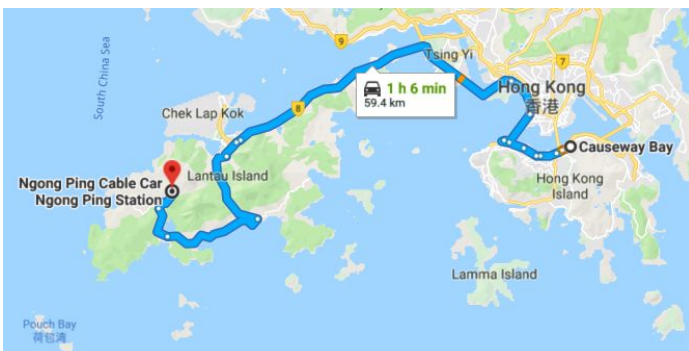 9
Tsing Yi
7
South China Sea
1 h 6 min
59.4 km
Hong Kong
香港
8
Chek Lap Kok
Causeway Bay
Ngong Ping Cable Car
Ngong Ping Station
Lantau Island
Hong Kong
Island
Lamma Island
Pouch Bay
荷包湾